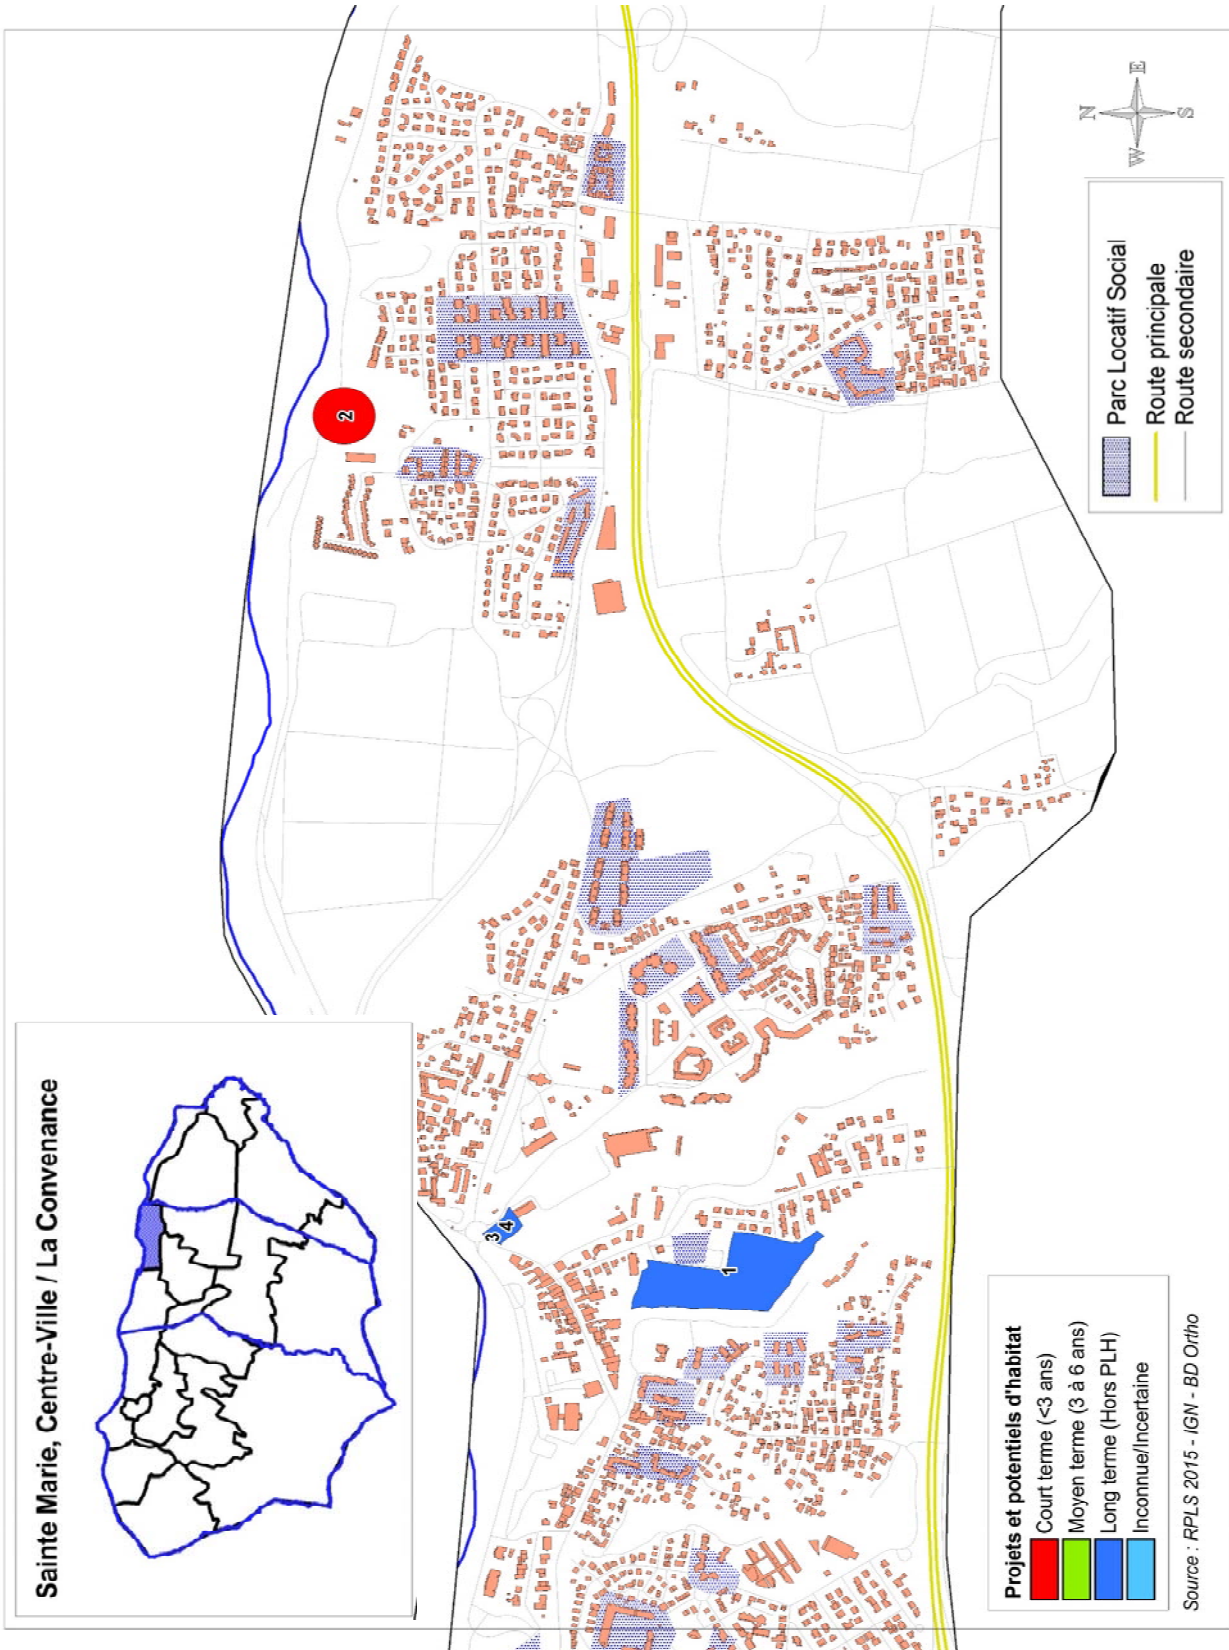 Sainte Marie, Centre-Ville / La Convenance
N
E
S
W
2
3
4
1
Parc Locatif Social
Route principale
Route secondaire
Projets et potentiels d'habitat
Court terme (<3 ans)
Moyen terme (3 à 6 ans)
Long terme (Hors PLH)
Inconnue/Incertaine
Source : RPLS 2015 - IGN - BD Ortho